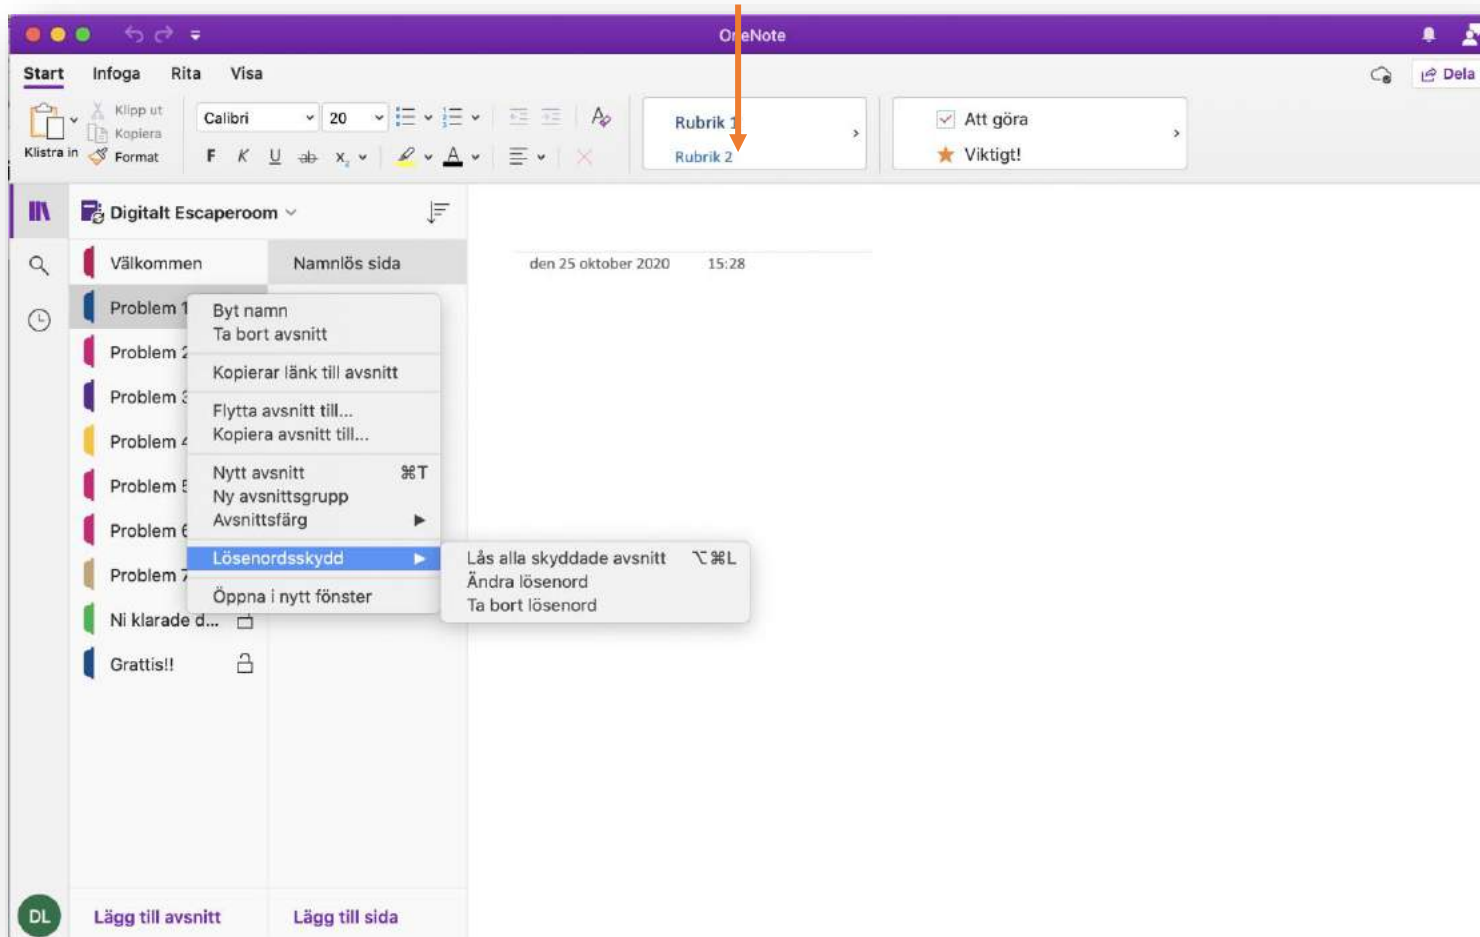 OneNote
Start Infoga Rita Visa
Dela
Klistra in
Klipp ut
Kopiera
Format
Calibri 20
F K U ab X₂ A
Rubrik 1
Rubrik 2
Att göra
Viktigt!
Digitalt Escaperoom
Välkommen
Problem 1
Problem 2
Problem 3
Problem 4
Problem 5
Problem 6
Problem 7
Ni klarade d...
Grattis!!
Namnlös sida
den 25 oktober 2020 15:28
Byt namn
Ta bort avsnitt
Kopierar länk till avsnitt
Flytta avsnitt till...
Kopiera avsnitt till...
Nytt avsnitt ⌘T
Ny avsnittsgrupp
Avsnittsfärg
Lösenordsskydd
Öppna i nytt fönster
Lås alla skyddade avsnitt ⌥⌘L
Ändra lösenord
Ta bort lösenord
DL
Lägg till avsnitt
Lägg till sida